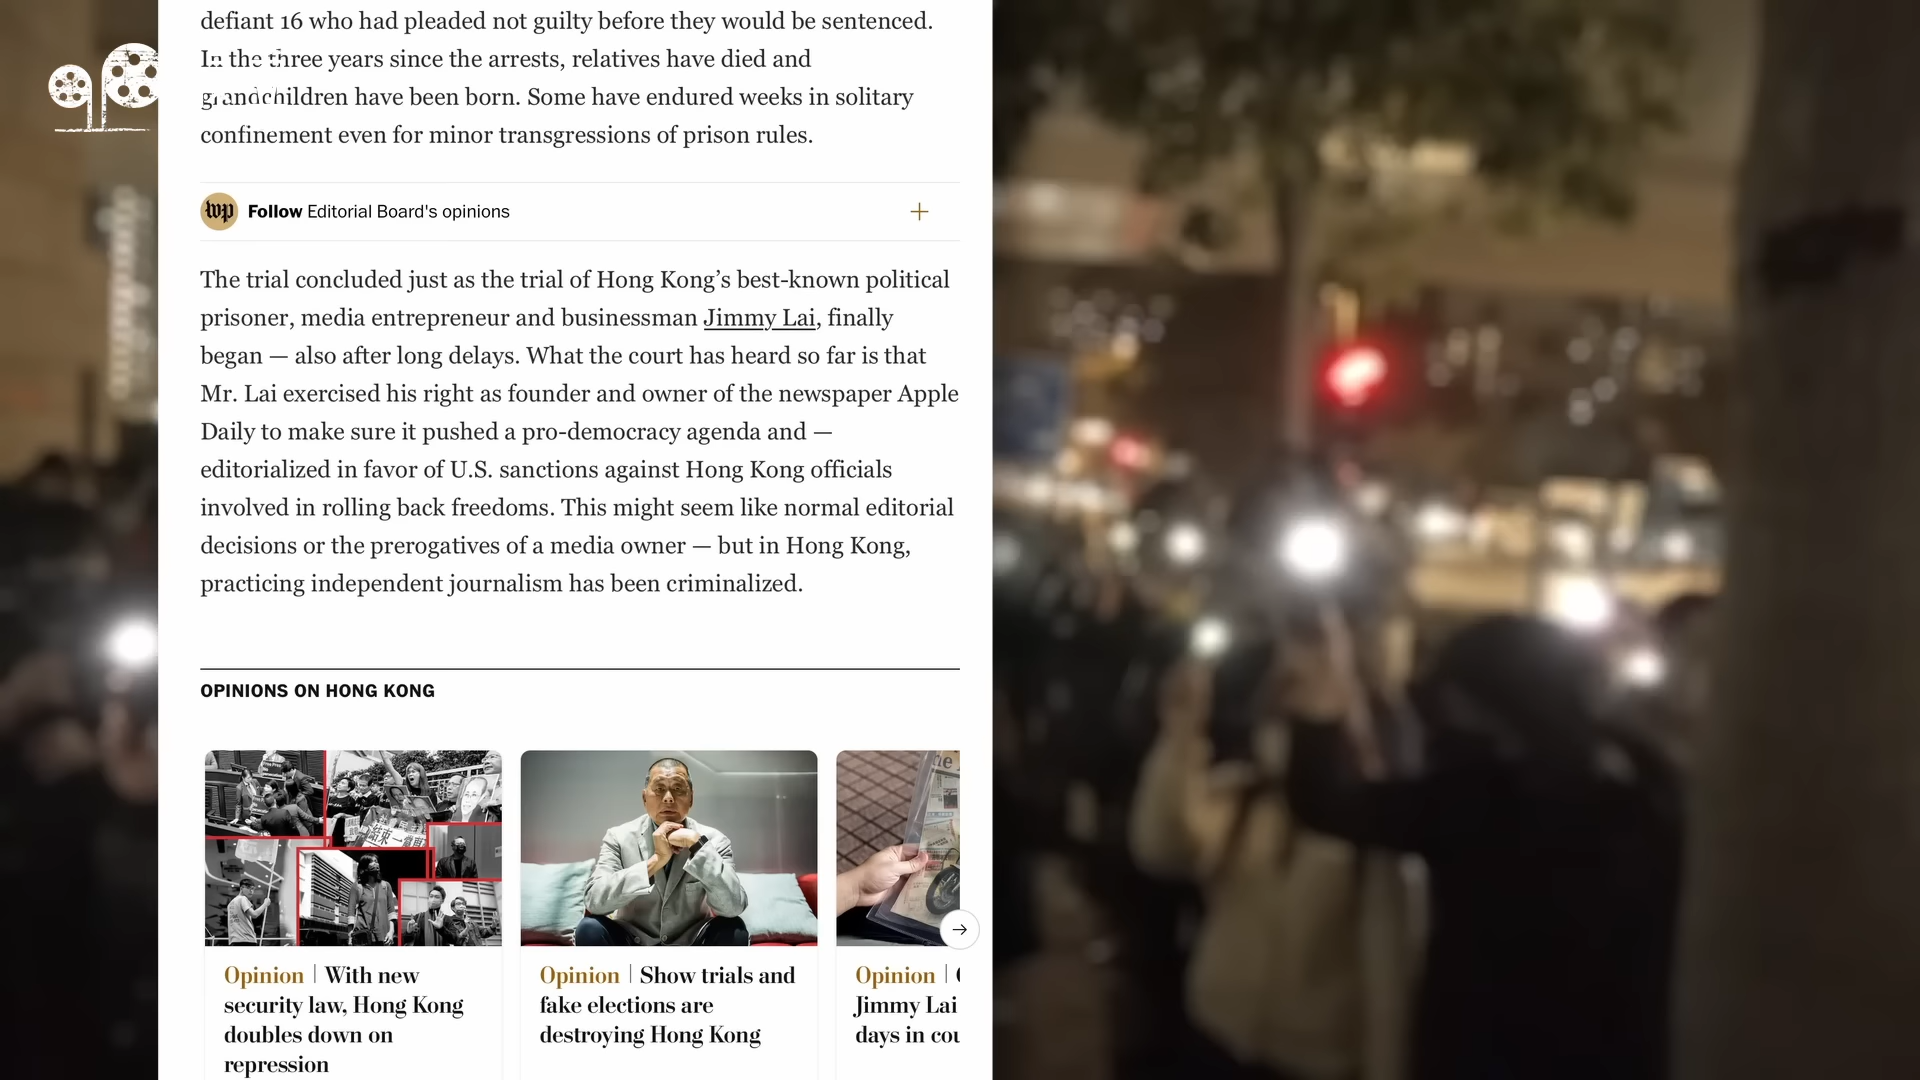 defiant 16 who had pleaded not guilty before they would be sentenced.
In the three years since the arrests, relatives have died and
grandchildren have been born. Some have endured weeks in solitary
confinement even for minor transgressions of prison rules.
wp
Follow Editorial Board's opinions
The trial concluded just as the trial of Hong Kong’s best-known political
prisoner, media entrepreneur and businessman Jimmy Lai, finally
began — also after long delays. What the court has heard so far is that
Mr. Lai exercised his right as founder and owner of the newspaper Apple
Daily to make sure it pushed a pro-democracy agenda and —
editorialized in favor of U.S. sanctions against Hong Kong officials
involved in rolling back freedoms. This might seem like normal editorial
decisions or the prerogatives of a media owner — but in Hong Kong,
practicing independent journalism has been criminalized.
OPINIONS ON HONG KONG
Opinion | With new
security law, Hong Kong
doubles down on
repression
Opinion | Show trials and
fake elections are
destroying Hong Kong
Opinion |
Jimmy Lai
days in